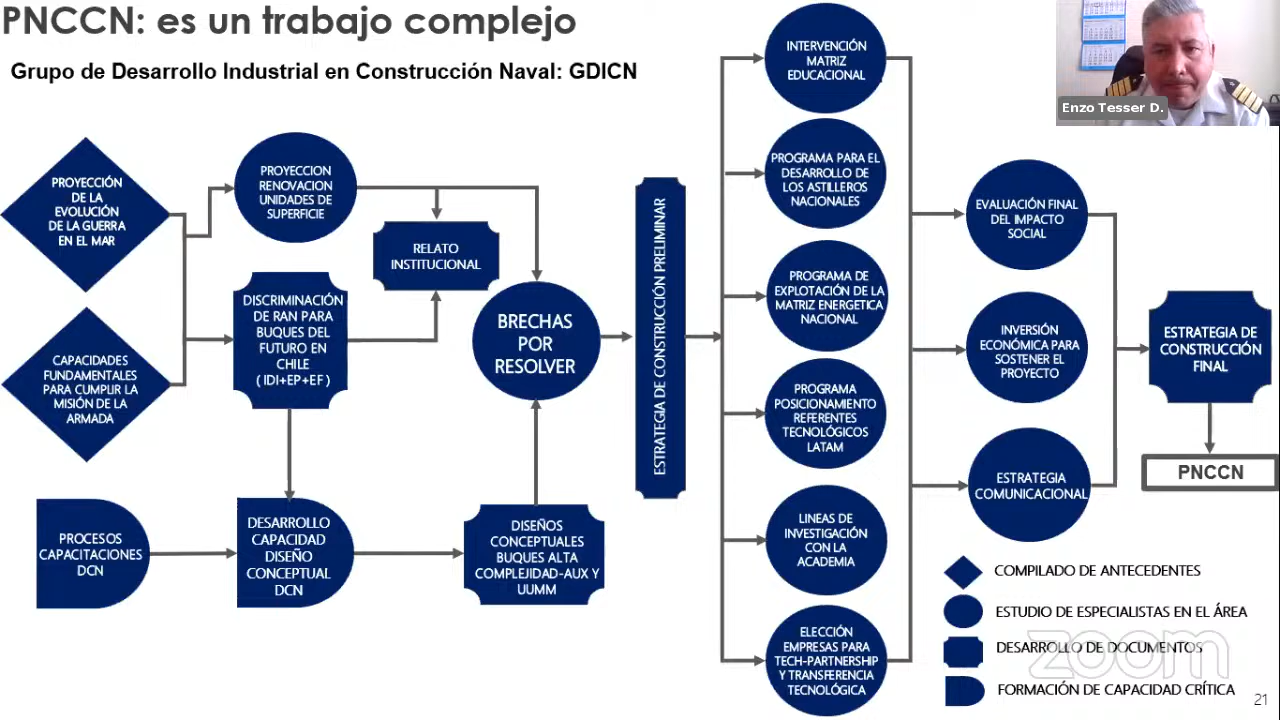 PNCCN: es un trabajo complejo
Grupo de Desarrollo Industrial en Construcción Naval: GDICN
Enzo Tesser D.
PROYECCIÓN
DE LA
EVOLUCIÓN
DE LA GUERRA
EN EL MAR
CAPACIDADES
FUNDAMENTALES
PARA CUMPLIR LA
MISIÓN DE LA
ARMADA
PROCESOS
CAPACITACIONES
DCN
PROYECCION
RENOVACION
UNIDADES DE
SUPERFICIE
DISCRIMINACIÓN
DE RAN PARA
BUQUES DEL
FUTURO EN
CHILE
( IDI+EP+EF )
DESARROLLO
CAPACIDAD
DISEÑO
CONCEPTUAL
DCN
RELATO
INSTITUCIONAL
BRECHAS
POR
RESOLVER
DISEÑOS
CONCEPTUALES
BUQUES ALTA
COMPLEJIDAD-AUX Y
UUMM
ESTRATEGIA DE CONSTRUCCIÓN PRELIMINAR
INTERVENCIÓN
MATRIZ
EDUCACIONAL
PROGRAMA PARA EL
DESARROLLO DE
LOS ASTILLEROS
NACIONALES
PROGRAMA DE
EXPLOTACIÓN DE LA
MATRIZ ENERGETICA
NACIONAL
PROGRAMA
POSICIONAMIENTO
REFERENTES
TECNOLÓGICOS
LATAM
LINEAS DE
INVESTIGACIÓN
CON LA
ACADEMIA
ELECCIÓN
EMPRESAS PARA
TECH-PARTNERSHIP
Y TRANSFERENCIA
TECNOLÓGICA
EVALUACIÓN FINAL
DEL IMPACTO
SOCIAL
INVERSIÓN
ECONÓMICA PARA
SOSTENER EL
PROYECTO
ESTRATEGIA
COMUNICACIONAL
ESTRATEGIA DE
CONSTRUCCIÓN
FINAL
PNCCN
COMPILADO DE ANTECEDENTES
ESTUDIO DE ESPECIALISTAS EN EL ÁREA
DESARROLLO DE DOCUMENTOS
FORMACIÓN DE CAPACIDAD CRÍTICA
zoom
21